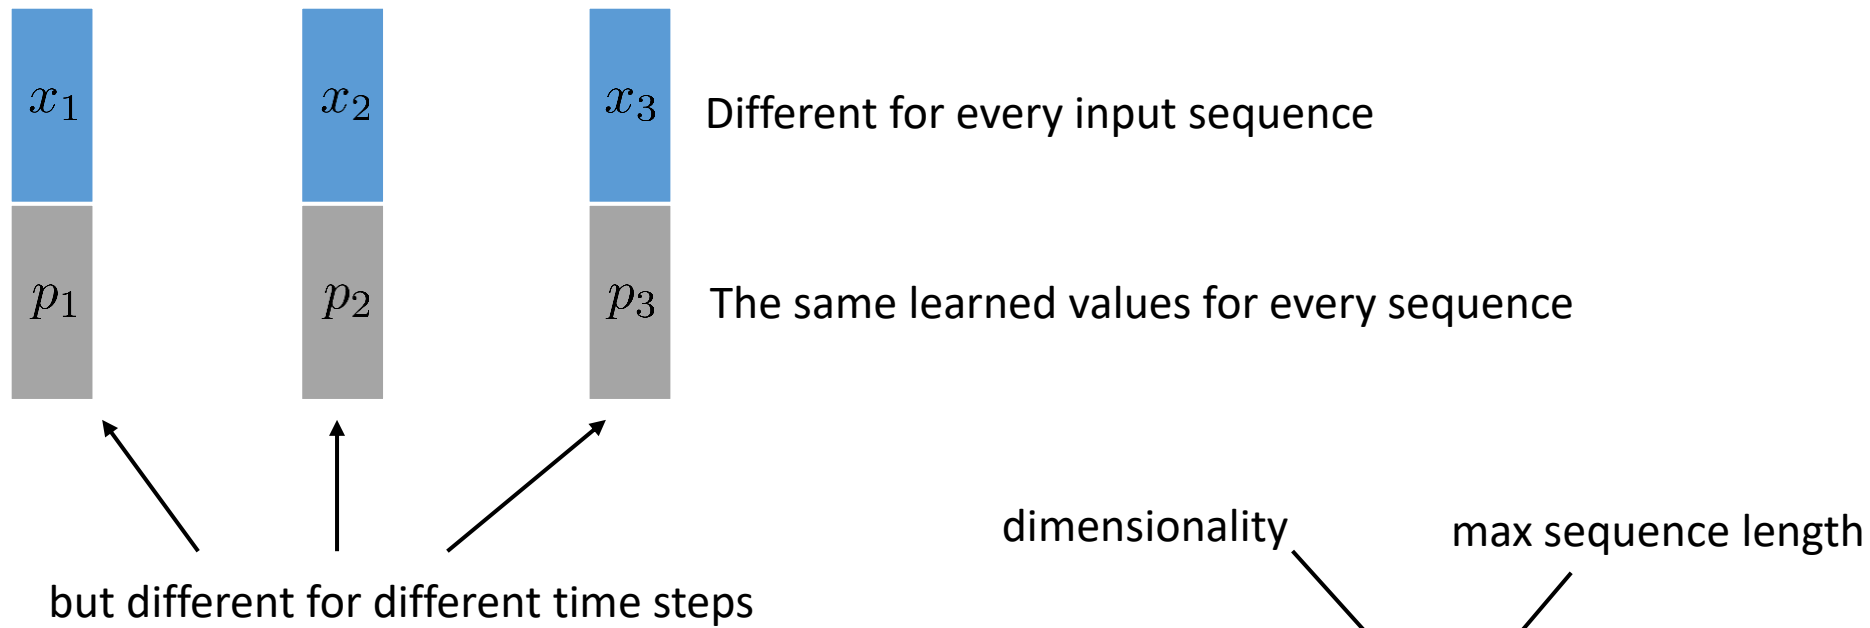 x₁ x₂ x₃ Different for every input sequence
p₁ p₂ p₃ The same learned values for every sequence
dimensionality max sequence length
but different for different time steps